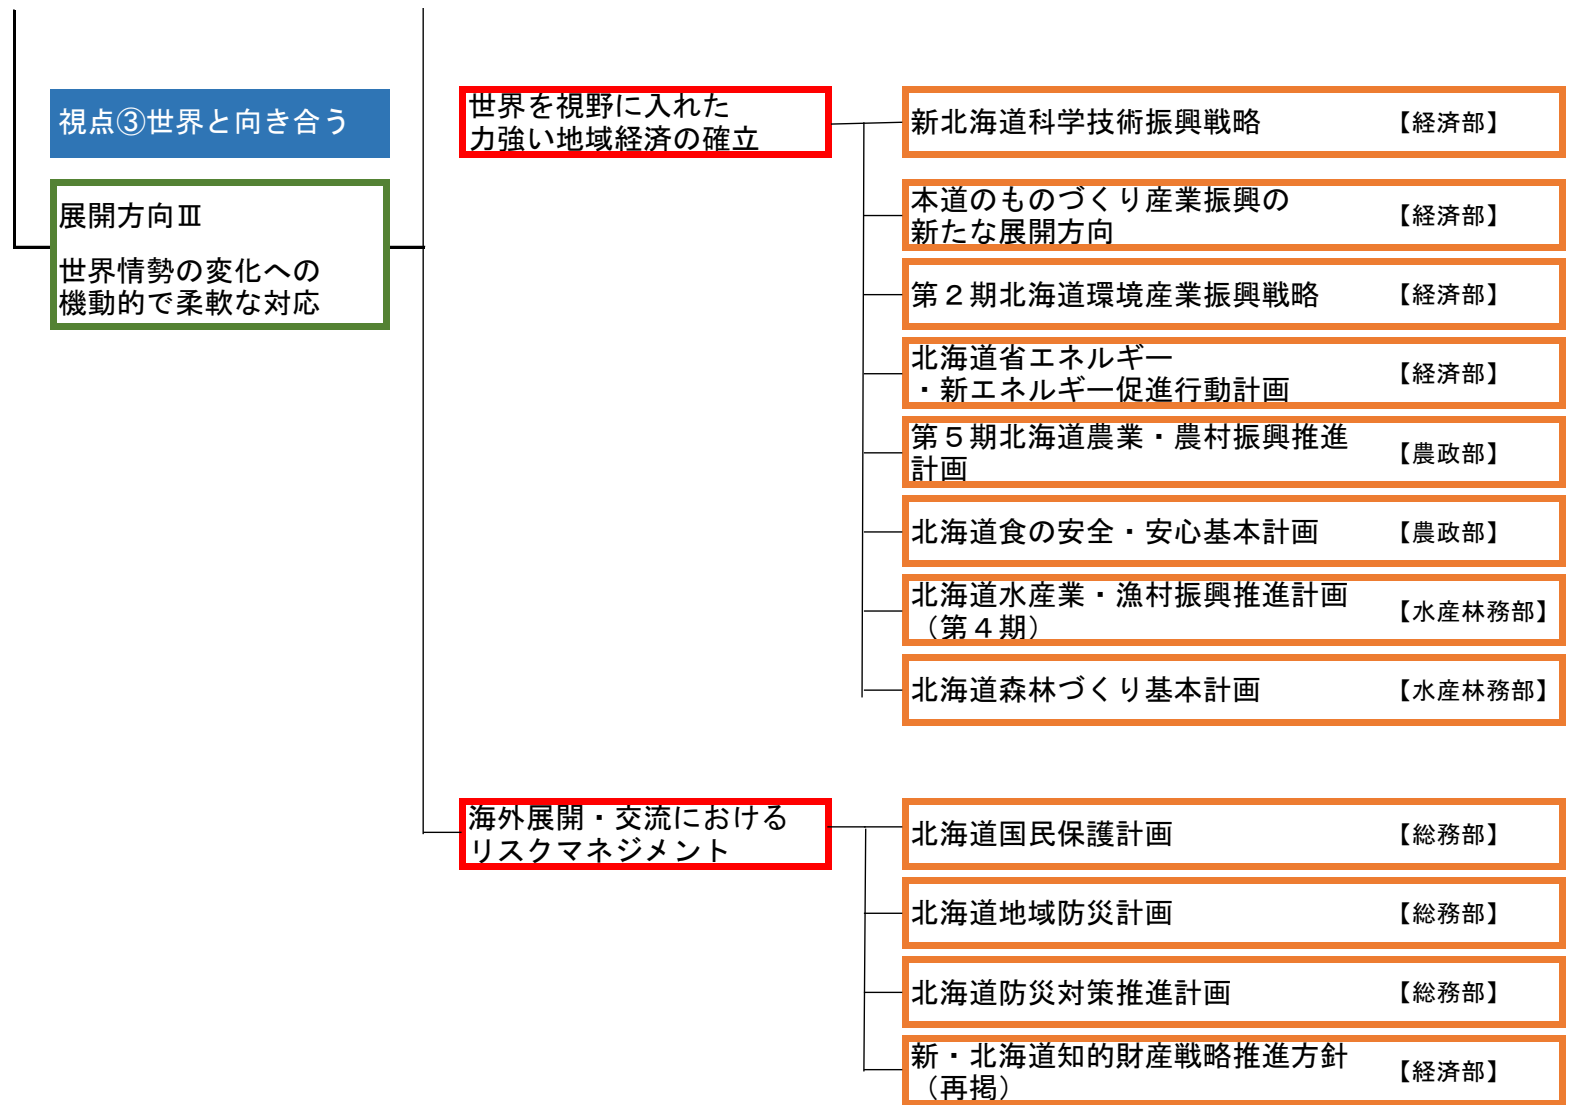 視点③世界と向き合う
展開方向Ⅲ
世界情勢の変化への
機動的で柔軟な対応
世界を視野に入れた
力強い地域経済の確立
新北海道科学技術振興戦略 【経済部】
本道のものづくり産業振興の
新たな展開方向 【経済部】
第２期北海道環境産業振興戦略 【経済部】
北海道省エネルギー
・新エネルギー促進行動計画 【経済部】
第５期北海道農業・農村振興推進
計画 【農政部】
北海道食の安全・安心基本計画 【農政部】
北海道水産業・漁村振興推進計画
（第４期） 【水産林務部】
北海道森林づくり基本計画 【水産林務部】
海外展開・交流における
リスクマネジメント
北海道国民保護計画 【総務部】
北海道地域防災計画 【総務部】
北海道防災対策推進計画 【総務部】
新・北海道知的財産戦略推進方針
（再掲） 【経済部】